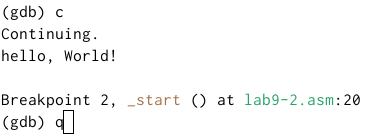 (gdb) c
Continuing.
hello, World!
Breakpoint 2, _start () at lab9-2.asm:20
(gdb) q